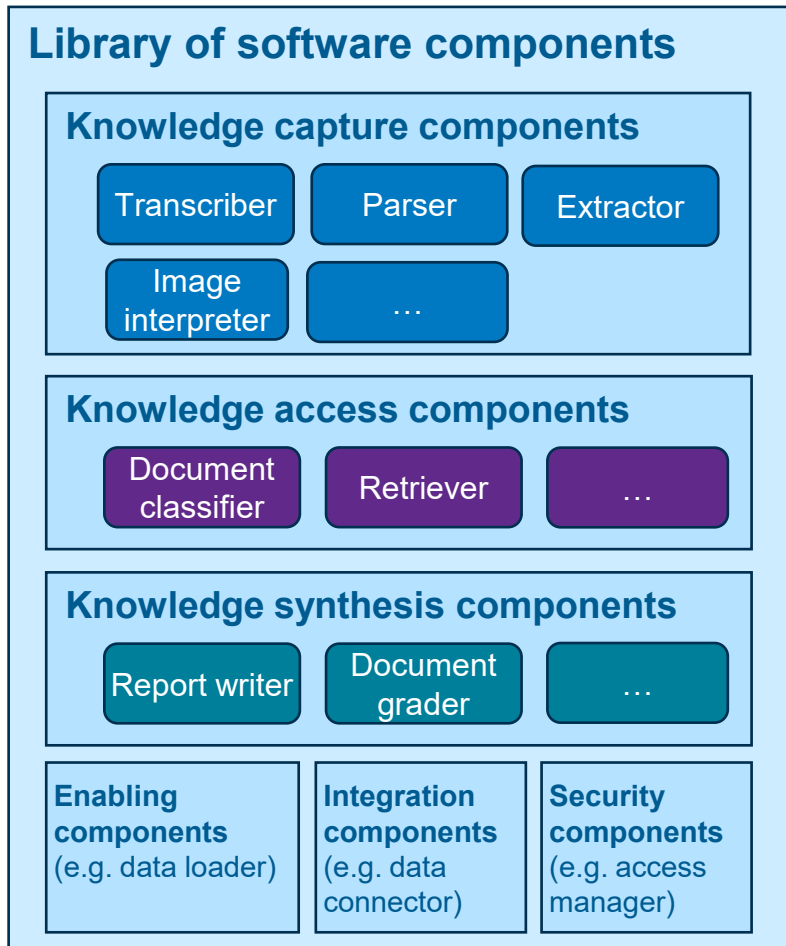 Library of software components
Knowledge capture components
Transcriber
Parser
Extractor
Image
interpreter
…
Knowledge access components
Document
classifier
Retriever
…
Knowledge synthesis components
Report writer
Document
grader
…
Enabling
components
(e.g. data loader)
Integration
components
(e.g. data
connector)
Security
components
(e.g. access
manager)